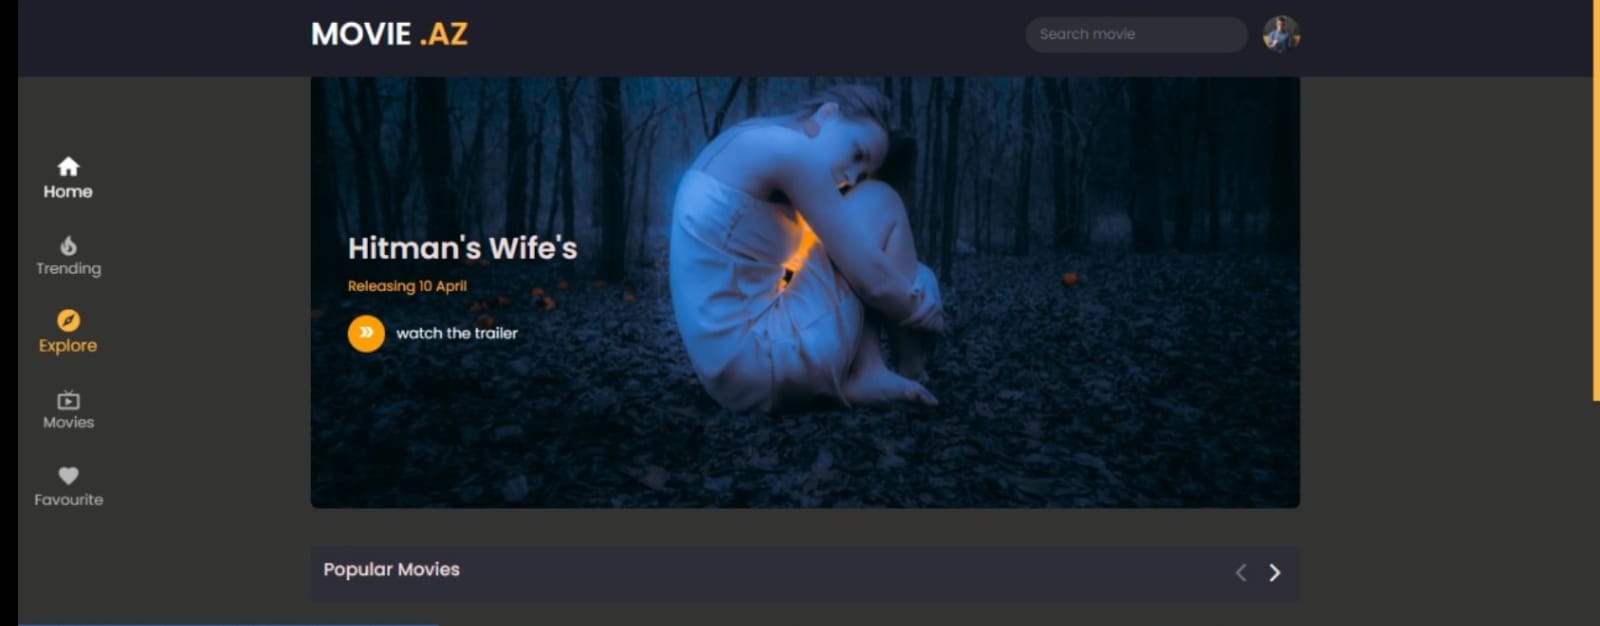 MOVIE .AZ
Search movie
Home
Trending
Explore
Movies
Favourite
Hitman's Wife's
Releasing 10 April
watch the trailer
Popular Movies